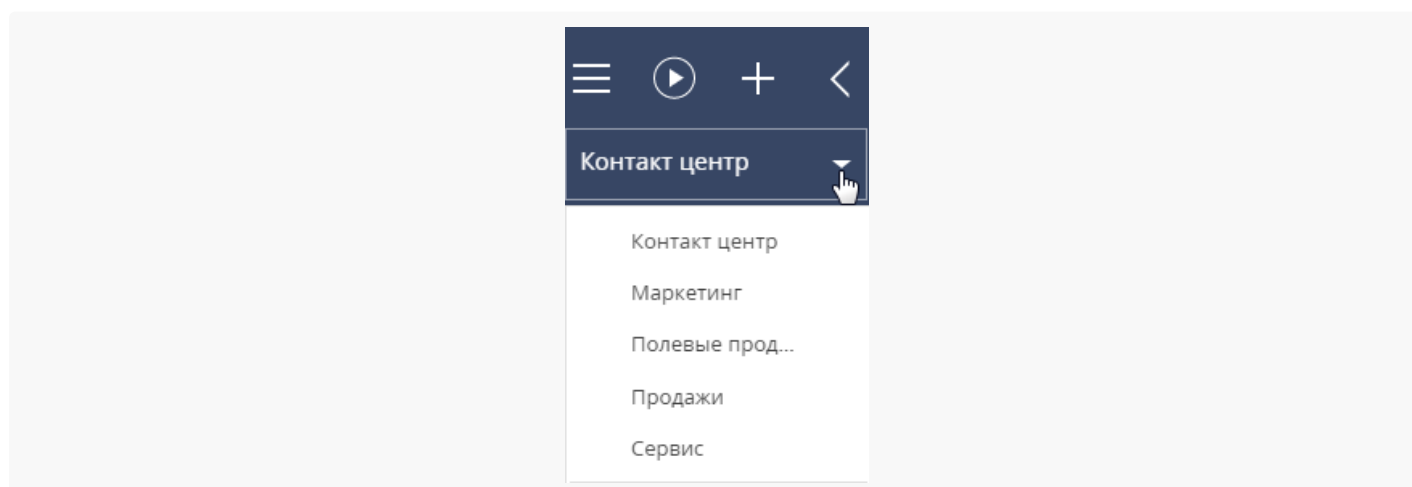 Контакт центр
Контакт центр
Маркетинг
Полевые прод...
Продажи
Сервис